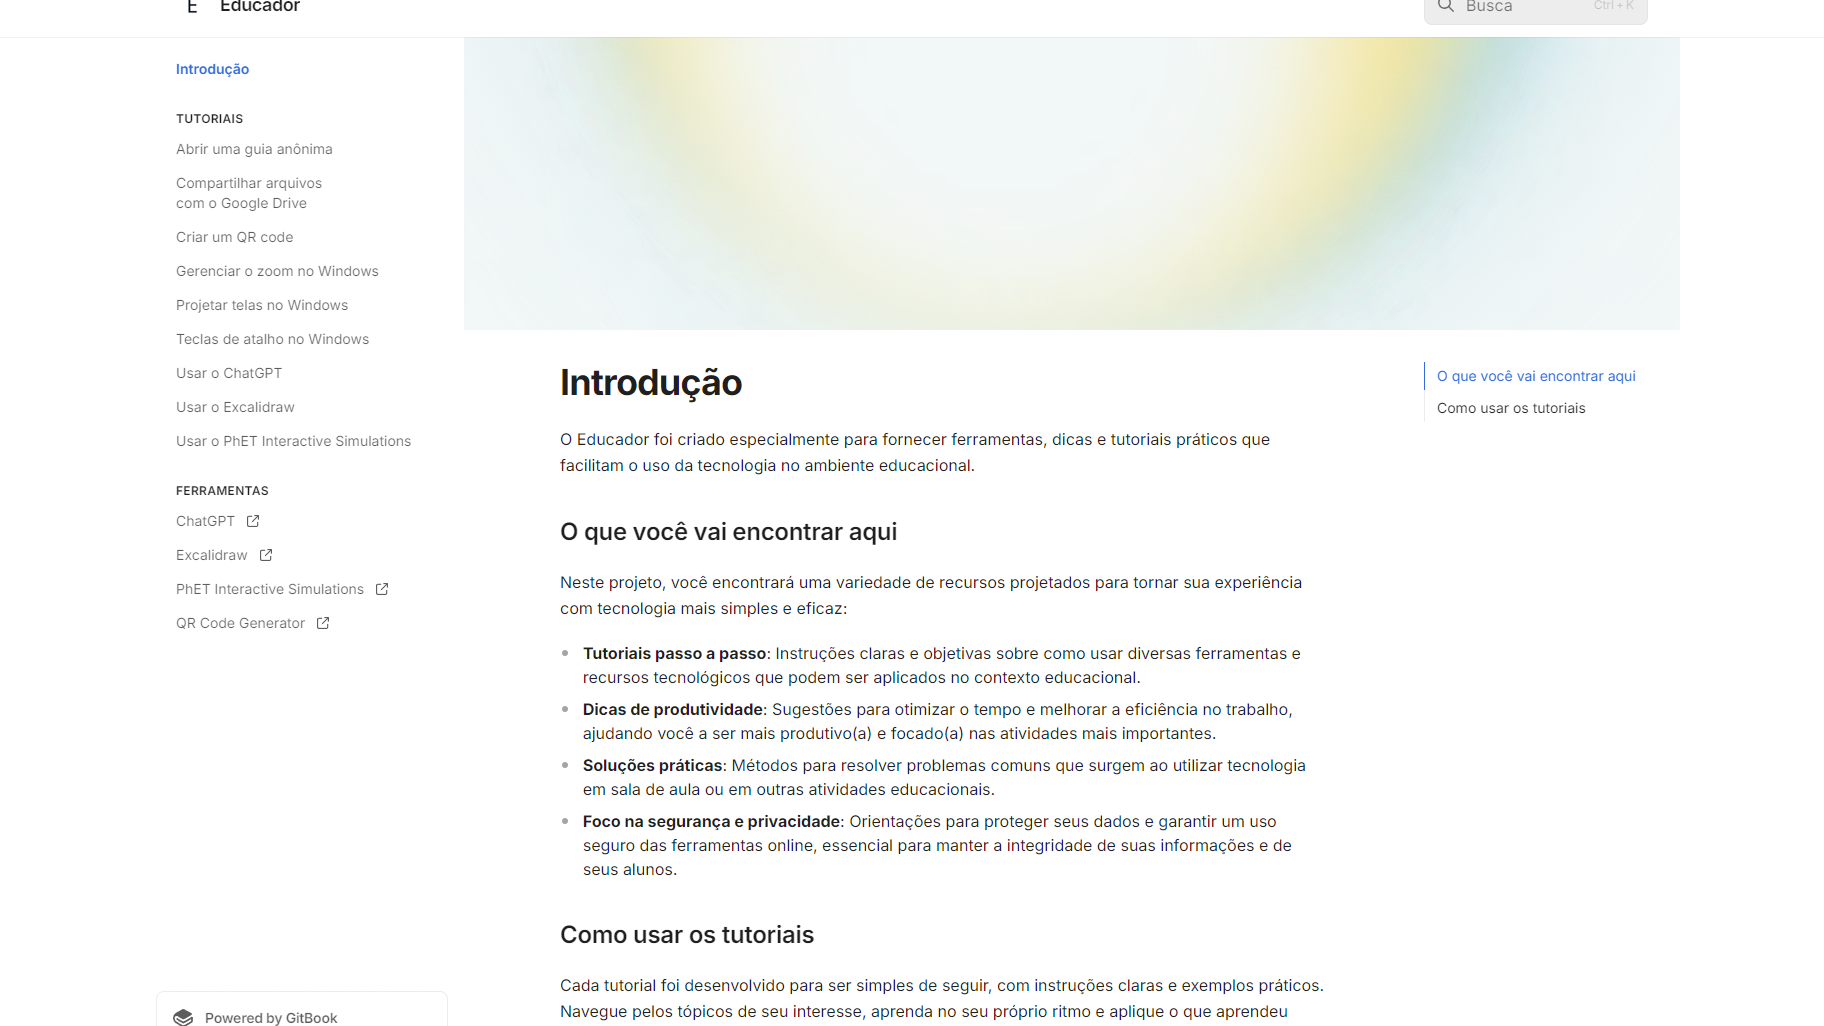 E Educador
Busca Ctrl + K
Introdução
TUTORIAIS
Abrir uma guia anônima
Compartilhar arquivos
com o Google Drive
Criar um QR code
Gerenciar o zoom no Windows
Projetar telas no Windows
Teclas de atalho no Windows
Usar o ChatGPT
Usar o Excalidraw
Usar o PhET Interactive Simulations
FERRAMENTAS
ChatGPT
Excalidraw
PhET Interactive Simulations
QR Code Generator
Powered by GitBook
Introdução
O Educador foi criado especialmente para fornecer ferramentas, dicas e tutoriais práticos que
facilitam o uso da tecnologia no ambiente educacional.
O que você vai encontrar aqui
Neste projeto, você encontrará uma variedade de recursos projetados para tornar sua experiência
com tecnologia mais simples e eficaz:
Tutoriais passo a passo: Instruções claras e objetivas sobre como usar diversas ferramentas e
recursos tecnológicos que podem ser aplicados no contexto educacional.
Dicas de produtividade: Sugestões para otimizar o tempo e melhorar a eficiência no trabalho,
ajudando você a ser mais produtivo(a) e focado(a) nas atividades mais importantes.
Soluções práticas: Métodos para resolver problemas comuns que surgem ao utilizar tecnologia
em sala de aula ou em outras atividades educacionais.
Foco na segurança e privacidade: Orientações para proteger seus dados e garantir um uso
seguro das ferramentas online, essencial para manter a integridade de suas informações e de
seus alunos.
Como usar os tutoriais
Cada tutorial foi desenvolvido para ser simples de seguir, com instruções claras e exemplos práticos.
Navegue pelos tópicos de seu interesse, aprenda no seu próprio ritmo e aplique o que aprendeu
O que você vai encontrar aqui
Como usar os tutoriais